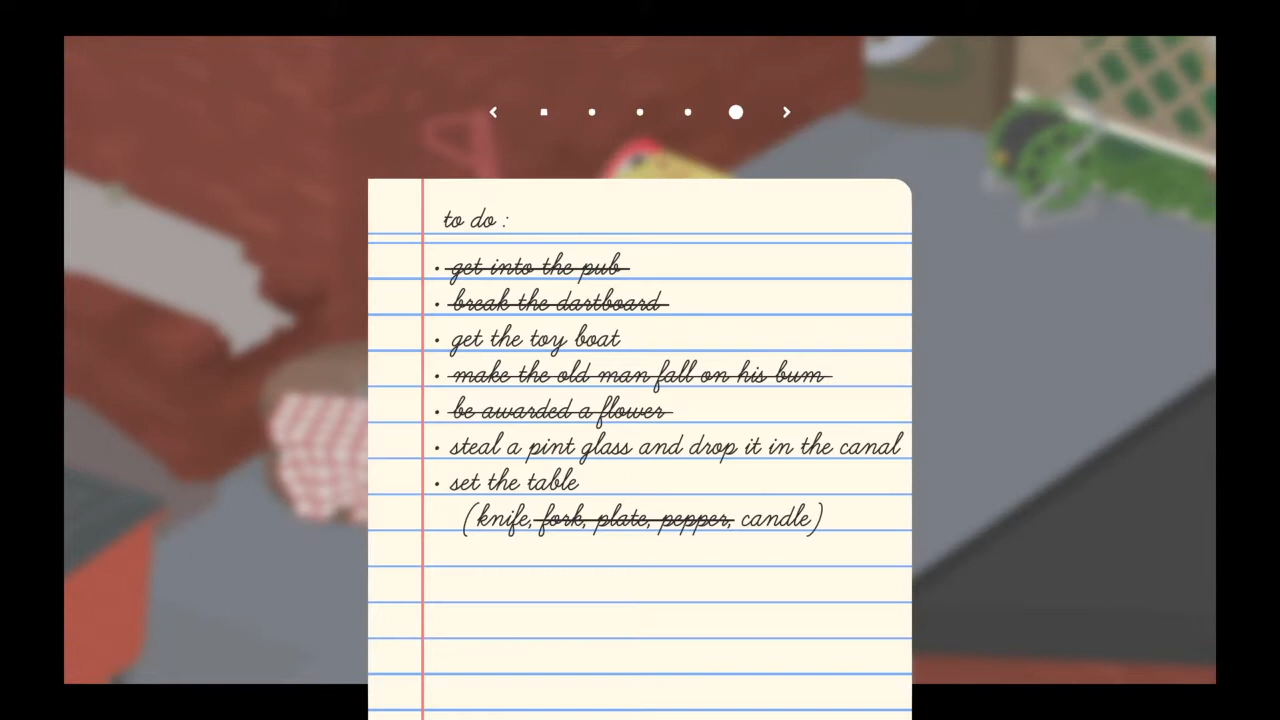 to do :
• get into the pub
• break the dartboard
• get the toy boat
• make the old man fall on his bum
• be awarded a flower
• steal a pint glass and drop it in the canal
• set the table
(knife, fork, plate, pepper, candle)